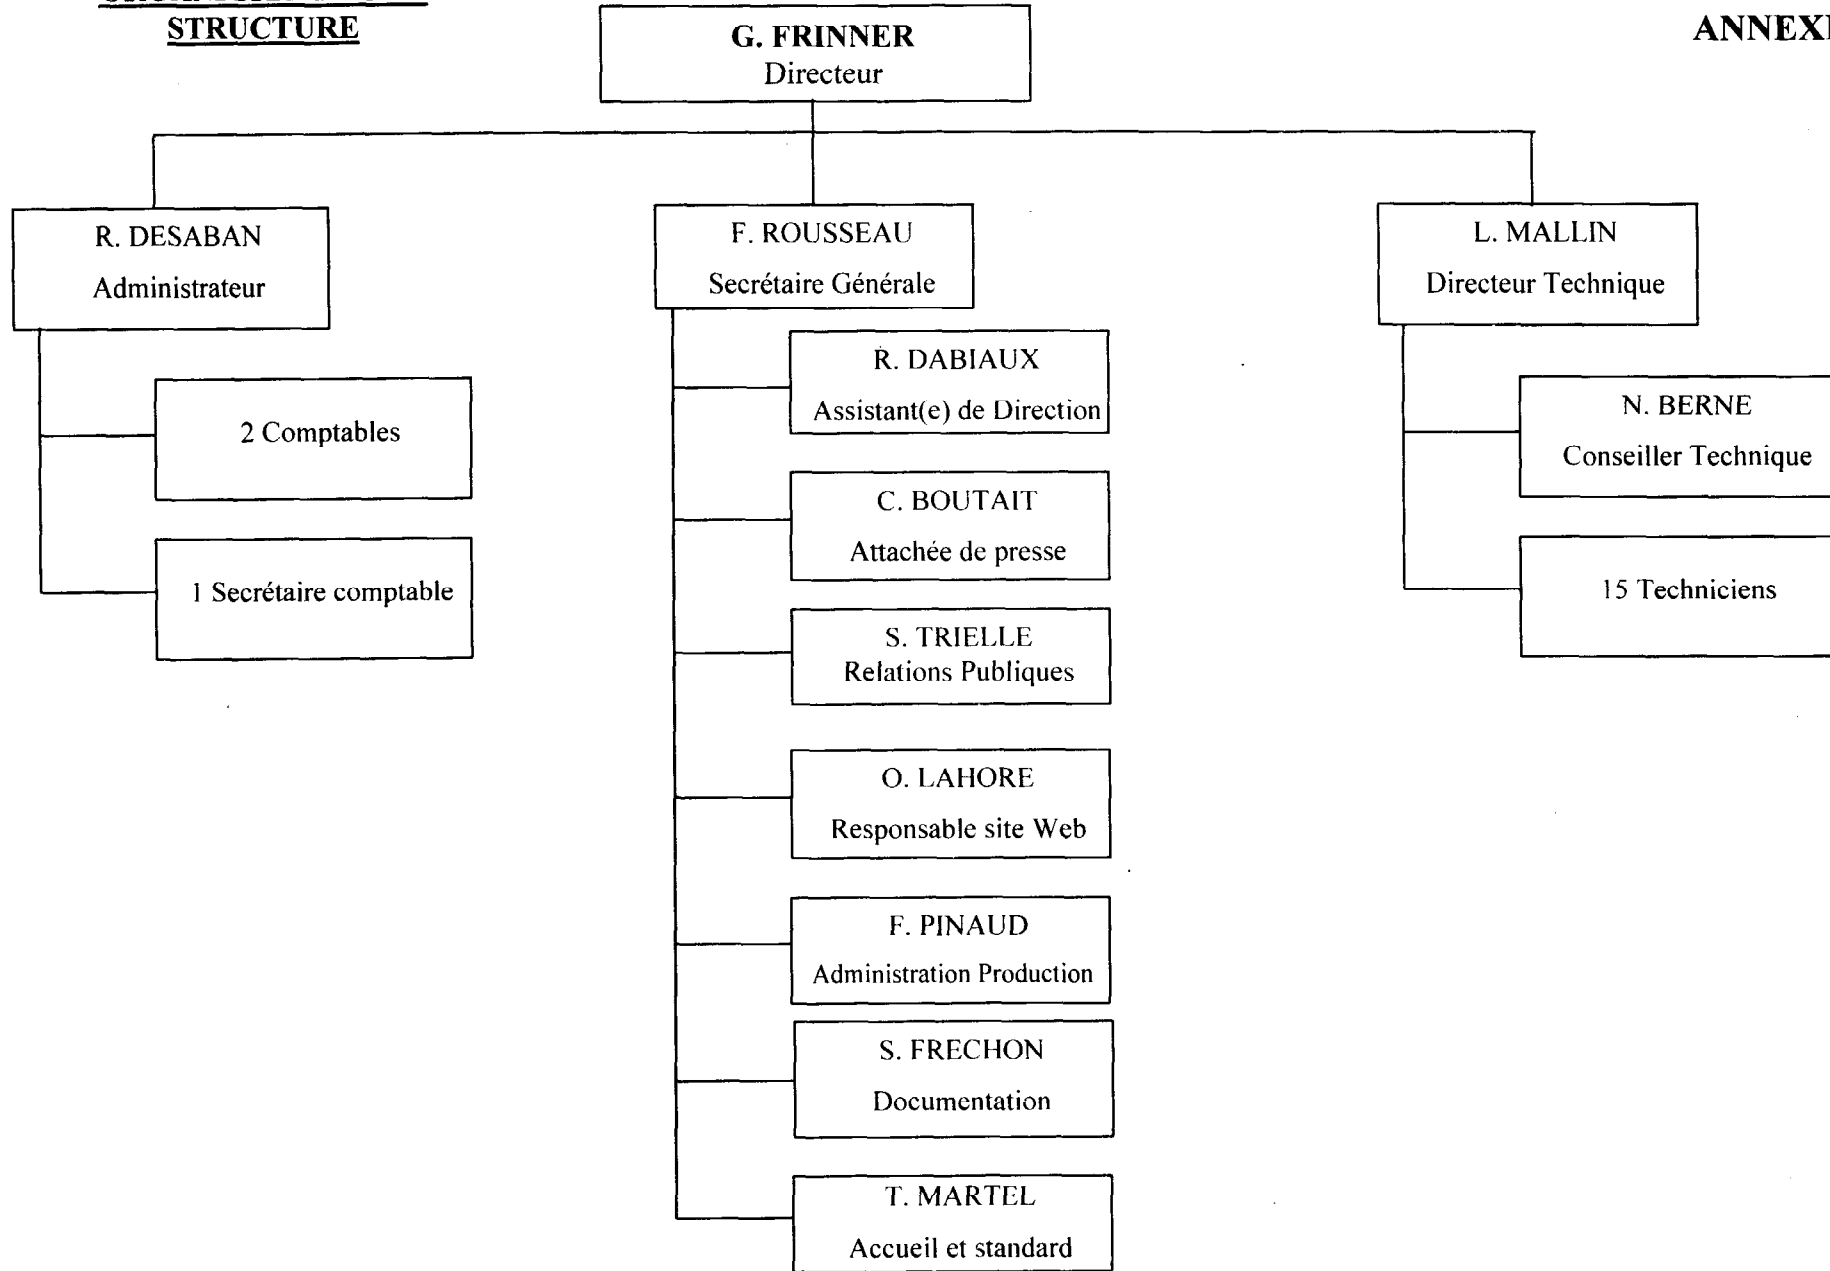 STRUCTURE
G. FRINNER
Directeur
R. DESABAN
Administrateur
2 Comptables
1 Secrétaire comptable
F. ROUSSEAU
Secrétaire Générale
R. DABIAUX
Assistant(e) de Direction
C. BOUTAIT
Attachée de presse
S. TRIELLE
Relations Publiques
O. LAHORE
Responsable site Web
F. PINAUD
Administration Production
S. FRECHON
Documentation
T. MARTEL
Accueil et standard
L. MALLIN
Directeur Technique
N. BERNE
Conseiller Technique
15 Techniciens